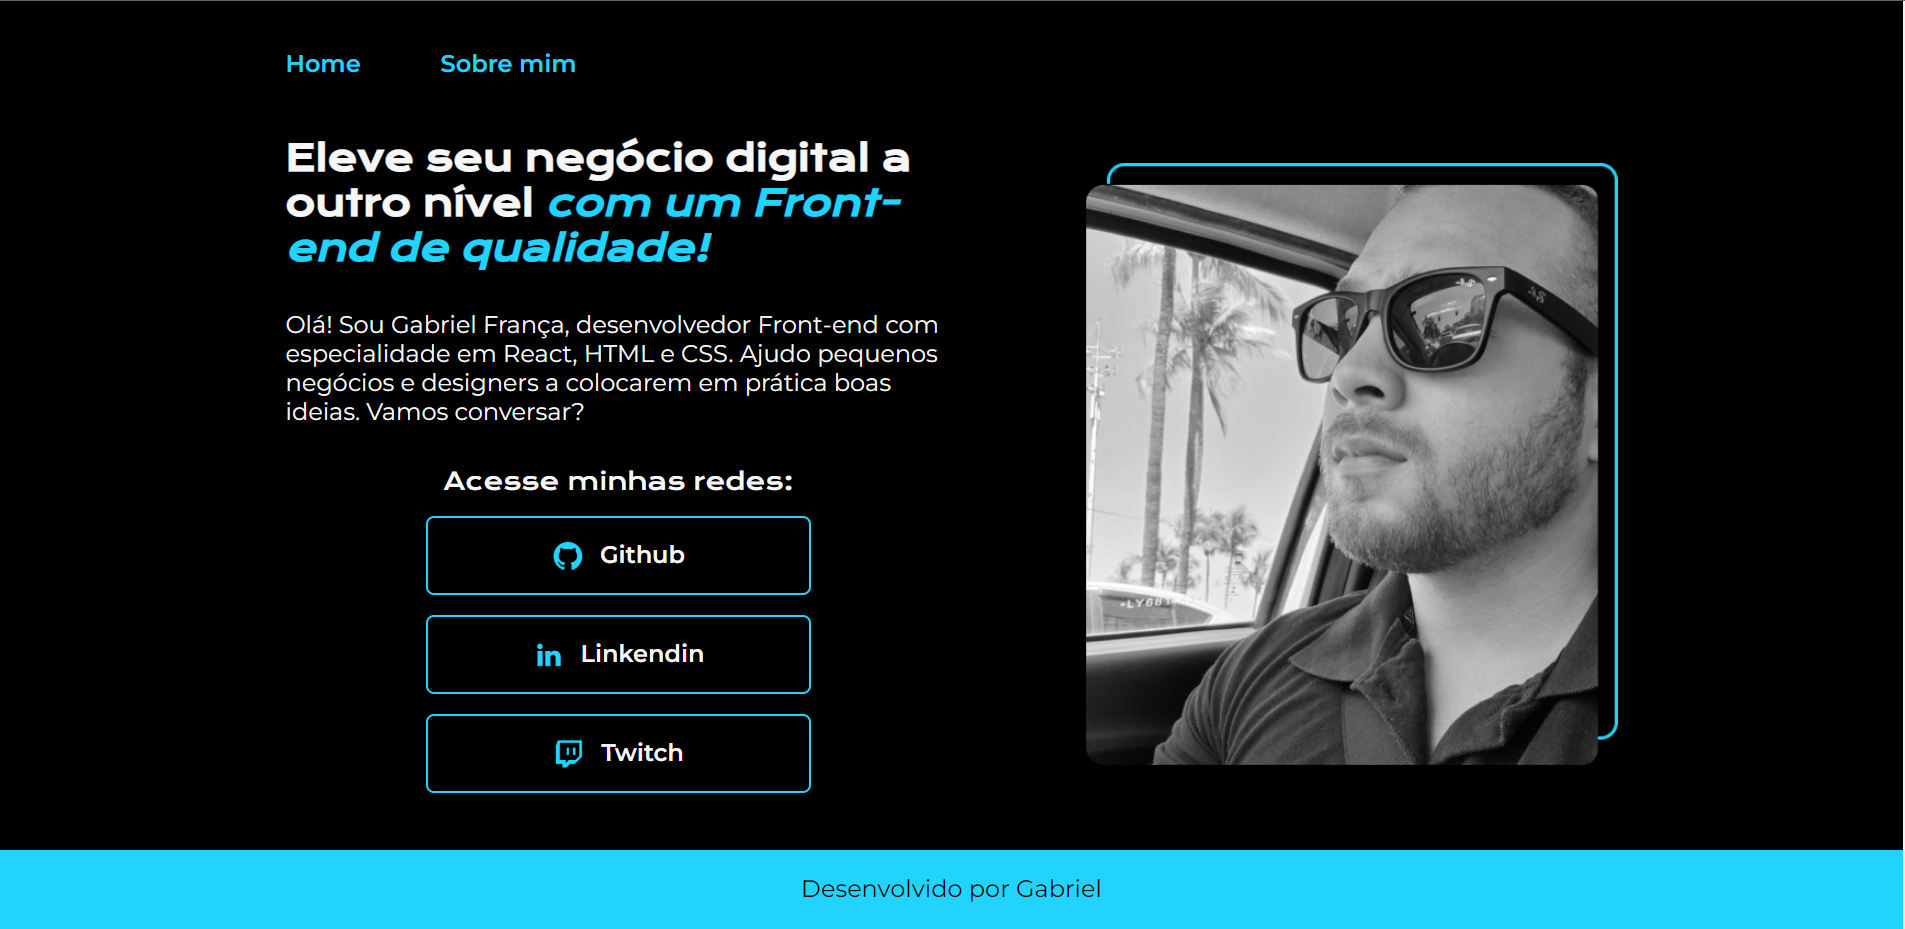 Home Sobre mim
Eleve seu negócio digital a
outro nível com um Front-
end de qualidade!
Olá! Sou Gabriel França, desenvolvedor Front-end com
especialidade em React, HTML e CSS. Ajudo pequenos
negócios e designers a colocarem em prática boas
ideias. Vamos conversar?
Acesse minhas redes:
Github
in Linkendin
Twitch
Desenvolvido por Gabriel